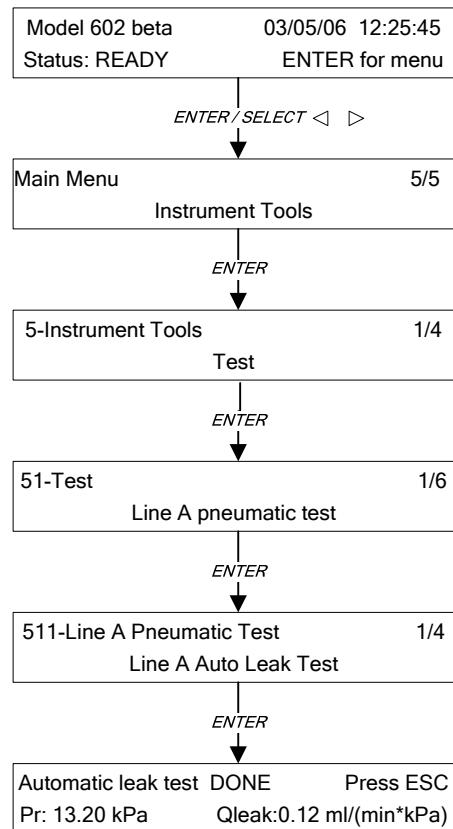 Model 602 beta 03/05/06 12:25:45
Status: READY ENTER for menu
ENTER / SELECT ◁ ▷
Main Menu 5/5
Instrument Tools
ENTER
5-Instrument Tools 1/4
Test
ENTER
51-Test 1/6
Line A pneumatic test
ENTER
511-Line A Pneumatic Test 1/4
Line A Auto Leak Test
ENTER
Automatic leak test DONE Press ESC
Pr: 13.20 kPa Qleak:0.12 ml/(min*kPa)